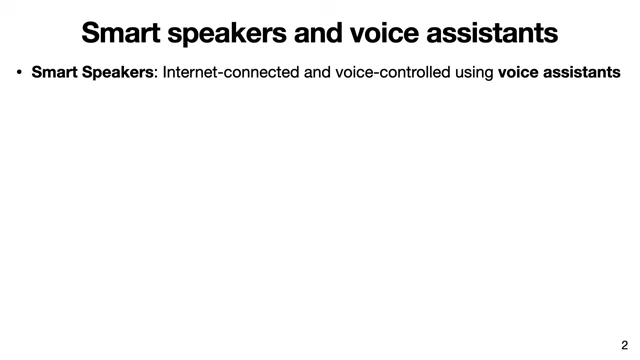 Smart speakers and voice assistants
• Smart Speakers: Internet-connected and voice-controlled using voice assistants
2